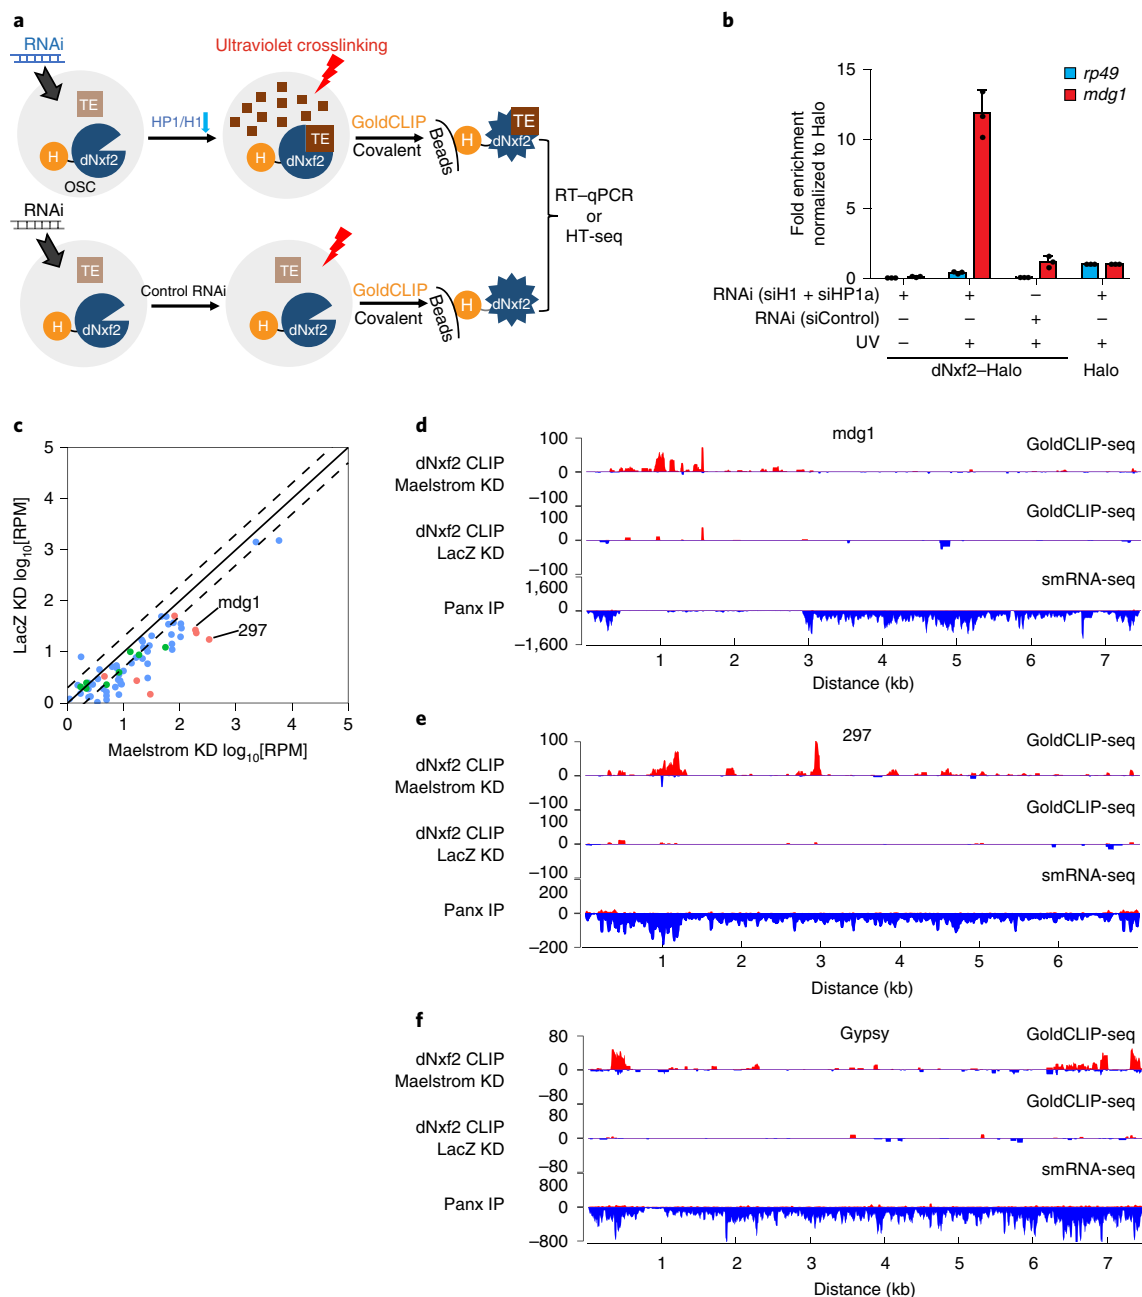 a
RNAi
Ultraviolet crosslinking
TE
HP1/H1
TE
GoldCLIP
Covalent
Beads
H
TE
dNxf2
H
dNxf2
H
dNxf2
OSC
RNAi
RT–qPCR
or
HT-seq
TE
Control RNAi
TE
GoldCLIP
Covalent
Beads
H
dNxf2
H
dNxf2
H
dNxf2
b
Fold enrichment
normalized to Halo
15
10
5
0
rp49
mdg1
RNAi (siH1 + siHP1a) + + – +
RNAi (siControl) – – + –
UV – + + +
dNxf2–Halo Halo
c
LacZ KD log10[RPM]
5
4
3
2
1
0
mdg1
297
0 1 2 3 4 5
Maelstrom KD log10[RPM]
d
mdg1
dNxf2 CLIP
Maelstrom KD
100
0
–100
GoldCLIP-seq
dNxf2 CLIP
LacZ KD
100
0
–100
GoldCLIP-seq
Panx IP
1,600
0
–1,600
smRNA-seq
1 2 3 4 5 6 7
Distance (kb)
e
297
dNxf2 CLIP
Maelstrom KD
100
0
–100
GoldCLIP-seq
dNxf2 CLIP
LacZ KD
100
0
–100
GoldCLIP-seq
Panx IP
200
0
–200
smRNA-seq
1 2 3 4 5 6
Distance (kb)
f
Gypsy
dNxf2 CLIP
Maelstrom KD
80
0
–80
GoldCLIP-seq
dNxf2 CLIP
LacZ KD
80
0
–80
GoldCLIP-seq
Panx IP
800
0
–800
smRNA-seq
1 2 3 4 5 6 7
Distance (kb)